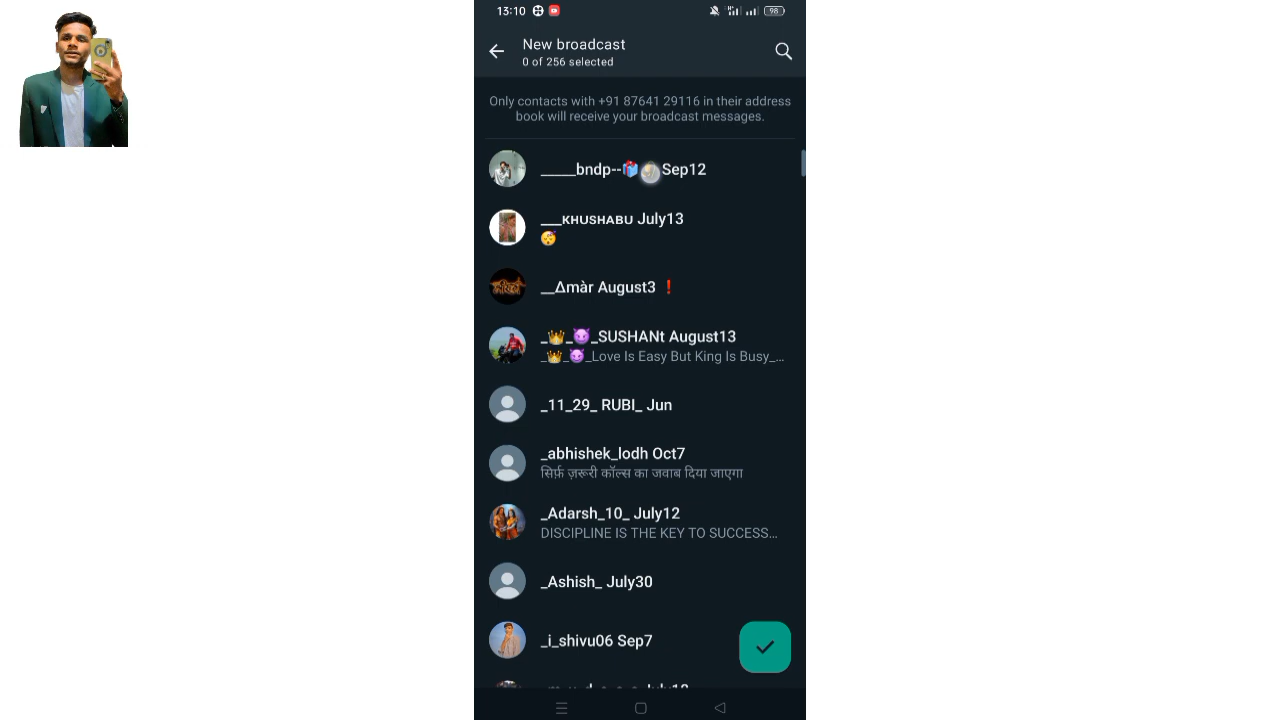 13:10
98
New broadcast
0 of 256 selected
Only contacts with +91 87641 29116 in their address
book will receive your broadcast messages.
_____bndp--🎁 Sep12
___ᴋʜᴜsʜᴀʙᴜ July13
😴
__Δmàr August3 ❗
_👑_😈_SUSHANt August13
_👑_😈_Love Is Easy But King Is Busy_...
_11_29_ RUBI_ Jun
_abhishek_lodh Oct7
सिर्फ़ ज़रूरी कॉल्स का जवाब दिया जाएगा
_Adarsh_10_ July12
DISCIPLINE IS THE KEY TO SUCCESS...
_Ashish_ July30
_i_shivu06 Sep7